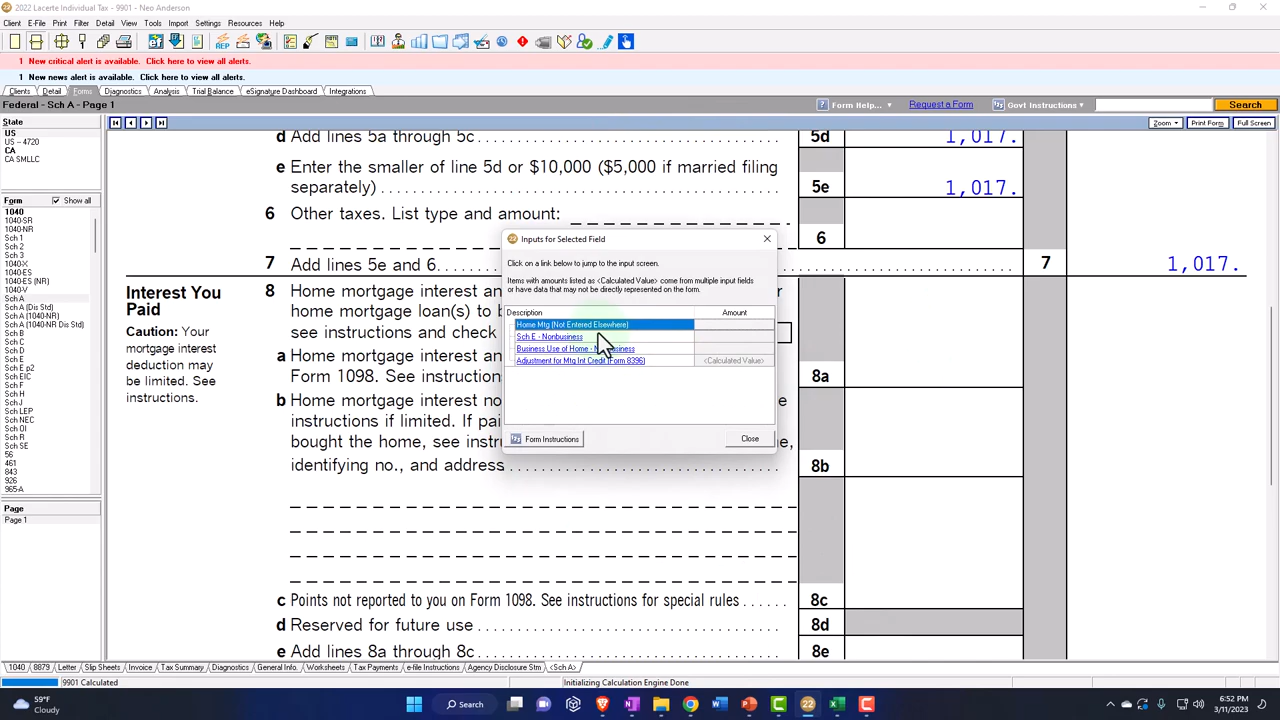 2022 Lacerte Individual Tax - 9901 - Neo Anderson
Client E-File Print Filter Detail View Tools Import Settings Resources Help
1 New critical alert is available. Click here to view all alerts.
1 New news alert is available. Click here to view all alerts.
Clients Detail Forms Diagnostics Analysis Trial Balance eSignature Dashboard Integrations
Federal - Sch A - Page 1 Form Help... Request a Form Govt Instructions Search
State Zoom Print Form Full Screen
US
US - 4720
CA
CA SMLLC
Form Show all
1040
1040-SR
1040-NR
Sch 1
Sch 2
Sch 3
1040-X
1040-ES
1040-ES (NR)
1040-V
Sch A
Sch A (Dis Std)
Sch A (1040-NR)
Sch A (1040-NR Dis Std)
Sch B
Sch C
Sch D
Sch E
Sch E p2
Sch EIC
Sch F
Sch H
Sch J
Sch LEP
Sch NEC
Sch OI
Sch R
Sch SE
56
461
843
926
965-A
Page
Page 1
d Add lines 5a through 5c 5d 1,017.
e Enter the smaller of line 5d or $10,000 ($5,000 if married filing
separately) 5e 1,017.
6 Other taxes. List type and amount:
6
7 Add lines 5e and 6 7 1,017.
Interest You
Paid
Caution: Your
mortgage interest
deduction may
be limited. See
instructions.
8 Home mortgage interest an
home mortgage loan(s) to b
see instructions and check
a Home mortgage interest an
Form 1098. See instruction 8a
b Home mortgage interest no
instructions if limited. If paid
bought the home, see instru
identifying no., and address 8b
c Points not reported to you on Form 1098. See instructions for special rules 8c
d Reserved for future use 8d
e Add lines 8a through 8c 8e
22 Inputs for Selected Field
Click on a link below to jump to the input screen.
Items with amounts listed as <Calculated Value> come from multiple input fields
or have data that may not be directly represented on the form.
Description Amount
Home Mtg (Not Entered Elsewhere)
Sch E - Nonbusiness
Business Use of Home - Nonbusiness
Adjustment for Mtg Int Credit (Form 8396) <Calculated Value>
Form Instructions Close
1040 8879 Letter Slip Sheets Invoice Tax Summary Diagnostics General Info. Worksheets Tax Payments e-file Instructions Agency Disclosure Stm <Sch A>
9901 Calculated Initializing Calculation Engine Done
59°F
Cloudy
Search
6:52 PM
3/11/2023